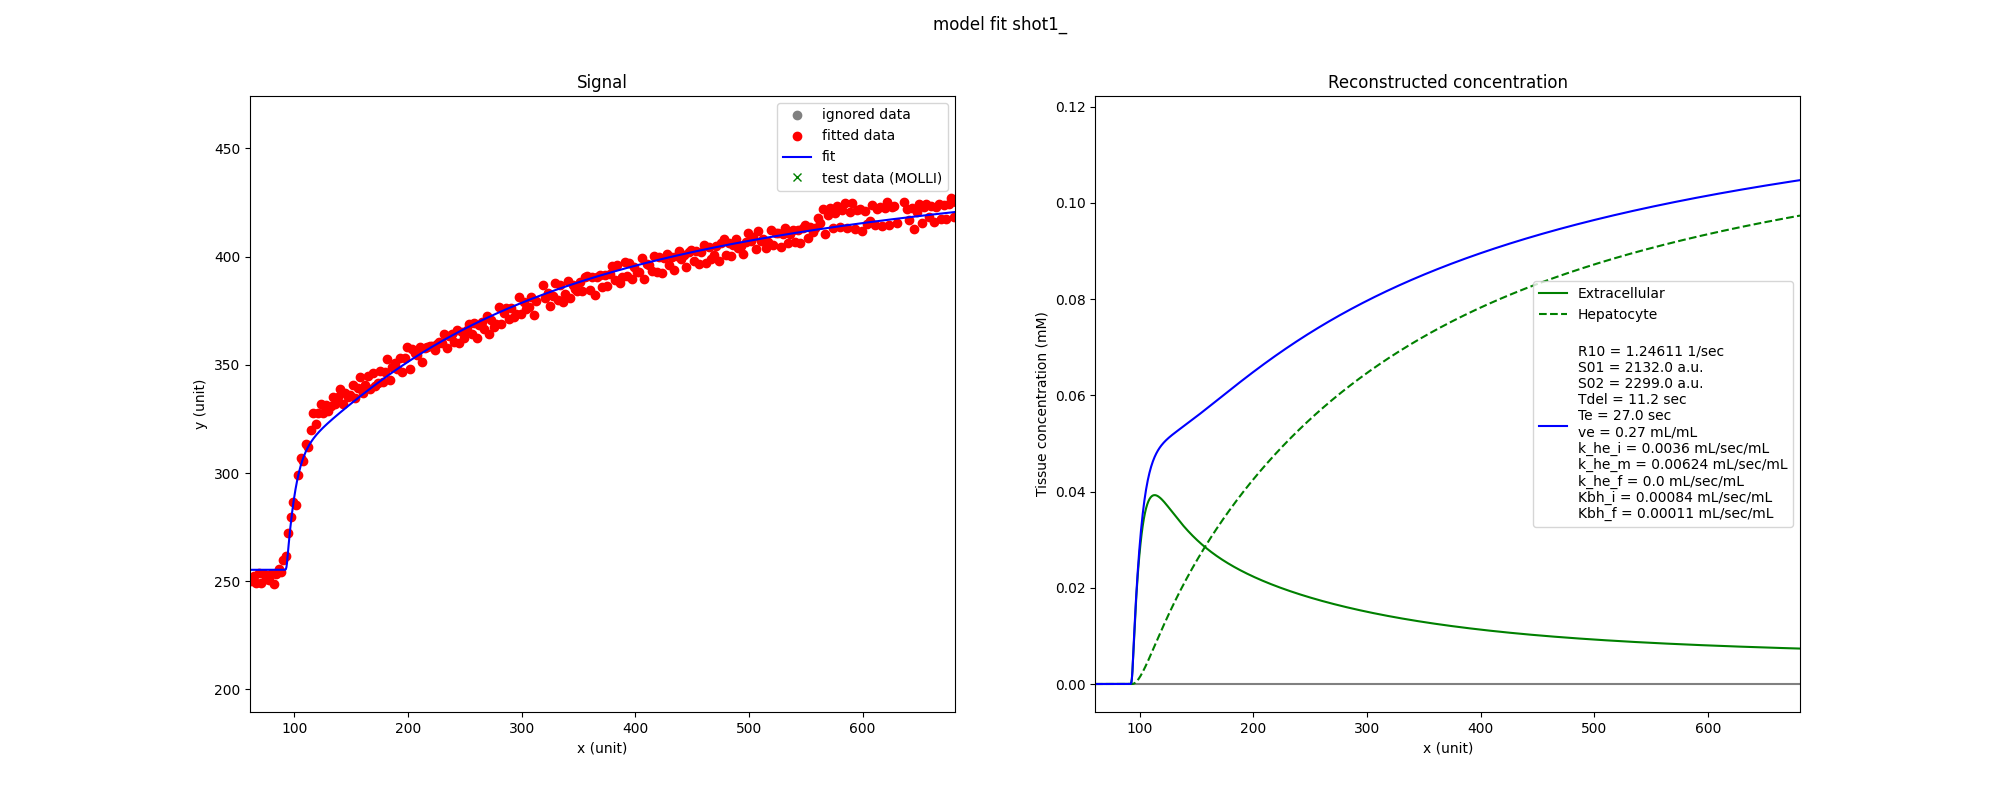 model fit shot1_
Signal
450
400
350
300
250
200
y (unit)
100
200
300
400
500
600
x (unit)
ignored data
fitted data
fit
test data (MOLLI)
Reconstructed concentration
0.12
0.10
0.08
0.06
0.04
0.02
0.00
Tissue concentration (mM)
100
200
300
400
500
600
x (unit)
Extracellular
Hepatocyte
R10 = 1.24611 1/sec
S01 = 2132.0 a.u.
S02 = 2299.0 a.u.
Tdel = 11.2 sec
Te = 27.0 sec
ve = 0.27 mL/mL
k_he_i = 0.0036 mL/sec/mL
k_he_m = 0.00624 mL/sec/mL
k_he_f = 0.0 mL/sec/mL
Kbh_i = 0.00084 mL/sec/mL
Kbh_f = 0.00011 mL/sec/mL